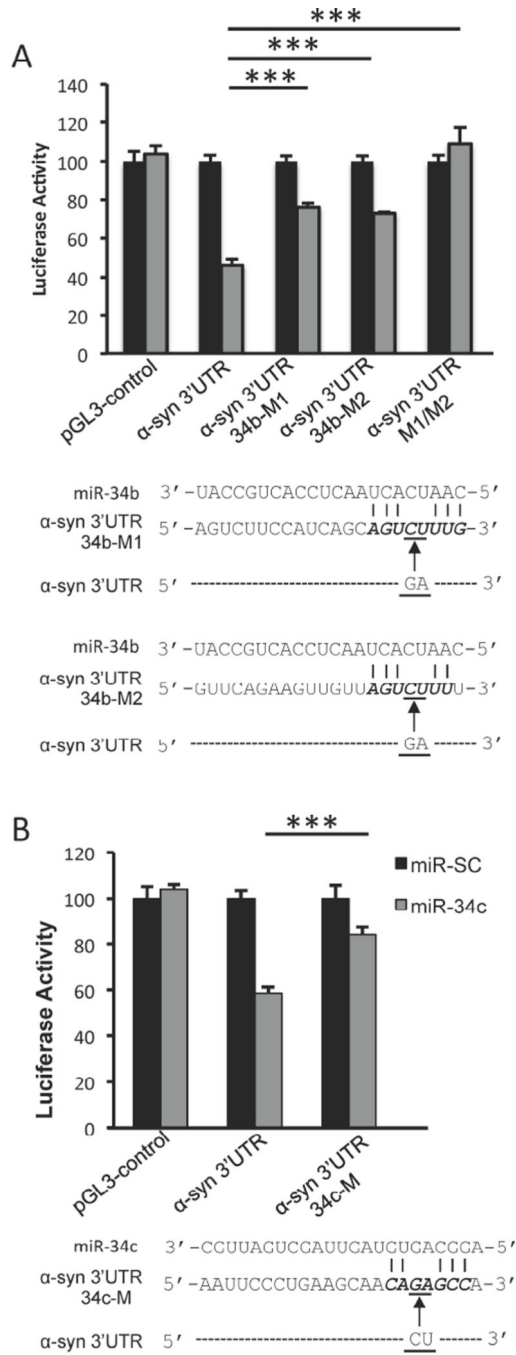 ***
***
A ***
Luciferase Activity
140
120
100
80
60
40
20
0
pGL3-control
α-syn 3'UTR
α-syn 3'UTR
34b-M1
α-syn 3'UTR
34b-M2
α-syn 3'UTR
M1/M2
miR-34b 3'-UACCGUCACCUCAAUCACUAAC-5'
α-syn 3'UTR
34b-M1 5'-AGUCUUCCAUCAGCAGUCUUUG-3'
GA
α-syn 3'UTR 5' 3'
miR-34b 3'-UACCGUCACCUCAAUCACUAAC-5'
α-syn 3'UTR
34b-M2 5'-GUUCAGAAGUUGUUAGUCUUUU-3'
GA
α-syn 3'UTR 5' 3'
B ***
Luciferase Activity
120
100
80
60
40
20
0
miR-SC
miR-34c
pGL3-control
α-syn 3'UTR
α-syn 3'UTR
34c-M
miR-34c 3'-CGUUAGUCGAUUGAUGUGACGGA-5'
α-syn 3'UTR
34c-M 5'-AAUUCCCUGAAGCAACAGAGCCA-3'
CU
α-syn 3'UTR 5' 3'